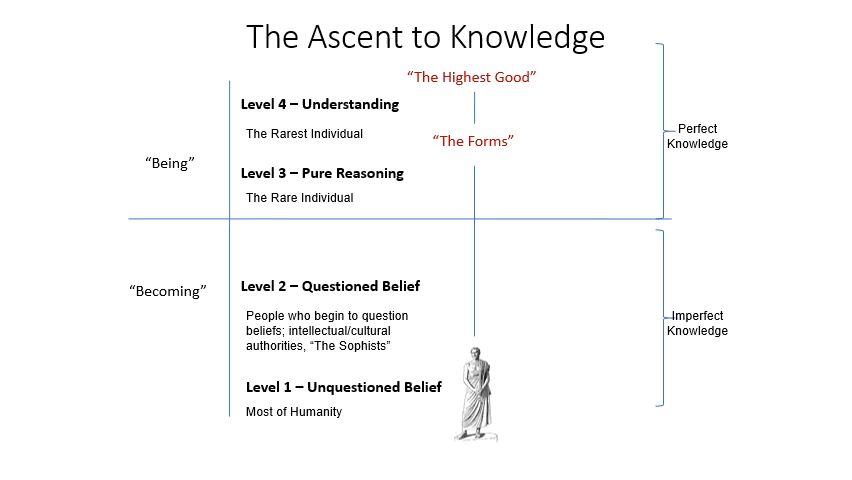 The Ascent to Knowledge
“The Highest Good”
Level 4 – Understanding
The Rarest Individual
“The Forms”
Perfect
Knowledge
“Being”
Level 3 – Pure Reasoning
The Rare Individual
“Becoming”
Level 2 – Questioned Belief
People who begin to question
beliefs; intellectual/cultural
authorities, “The Sophists”
Imperfect
Knowledge
Level 1 – Unquestioned Belief
Most of Humanity